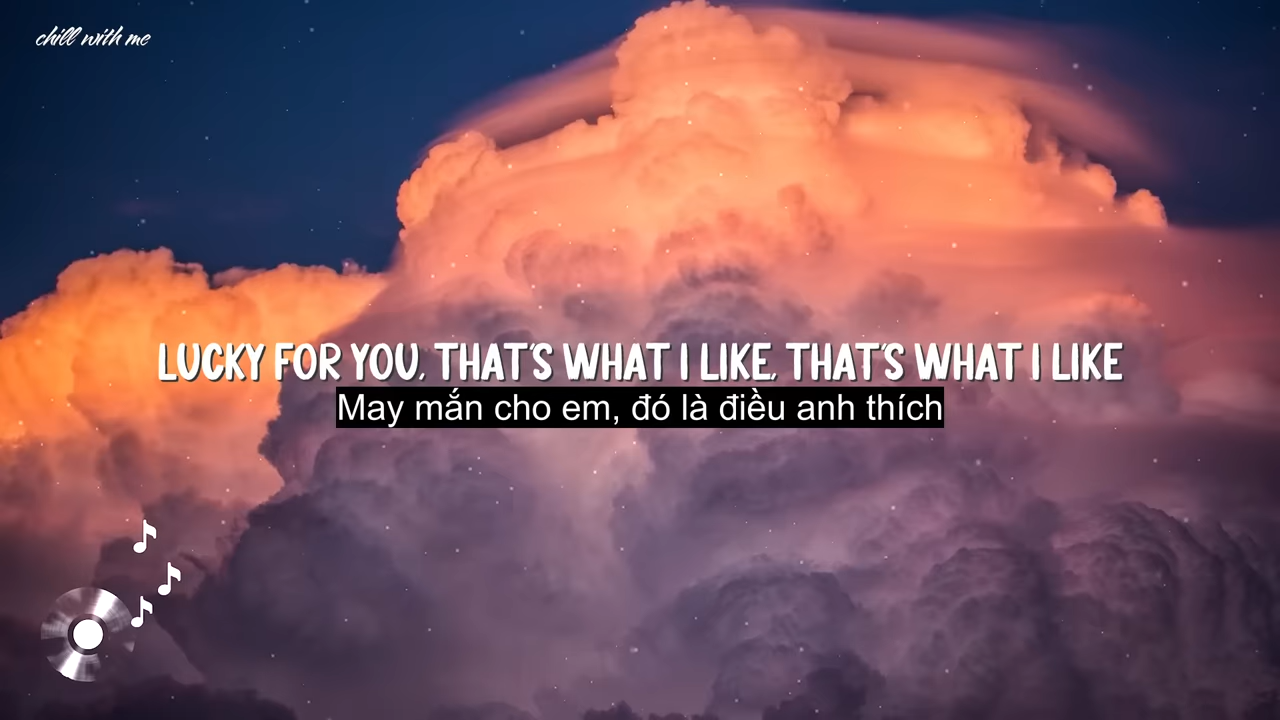 chill with me
LUCKY FOR YOU, THAT'S WHAT I LIKE, THAT'S WHAT I LIKE
May mắn cho em, đó là điều anh thích